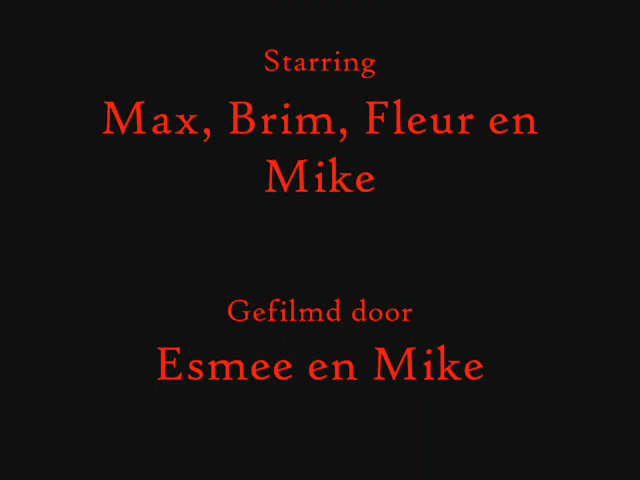 Starring
Max, Brim, Fleur en
Mike
Gefilmd door
Esmee en Mike